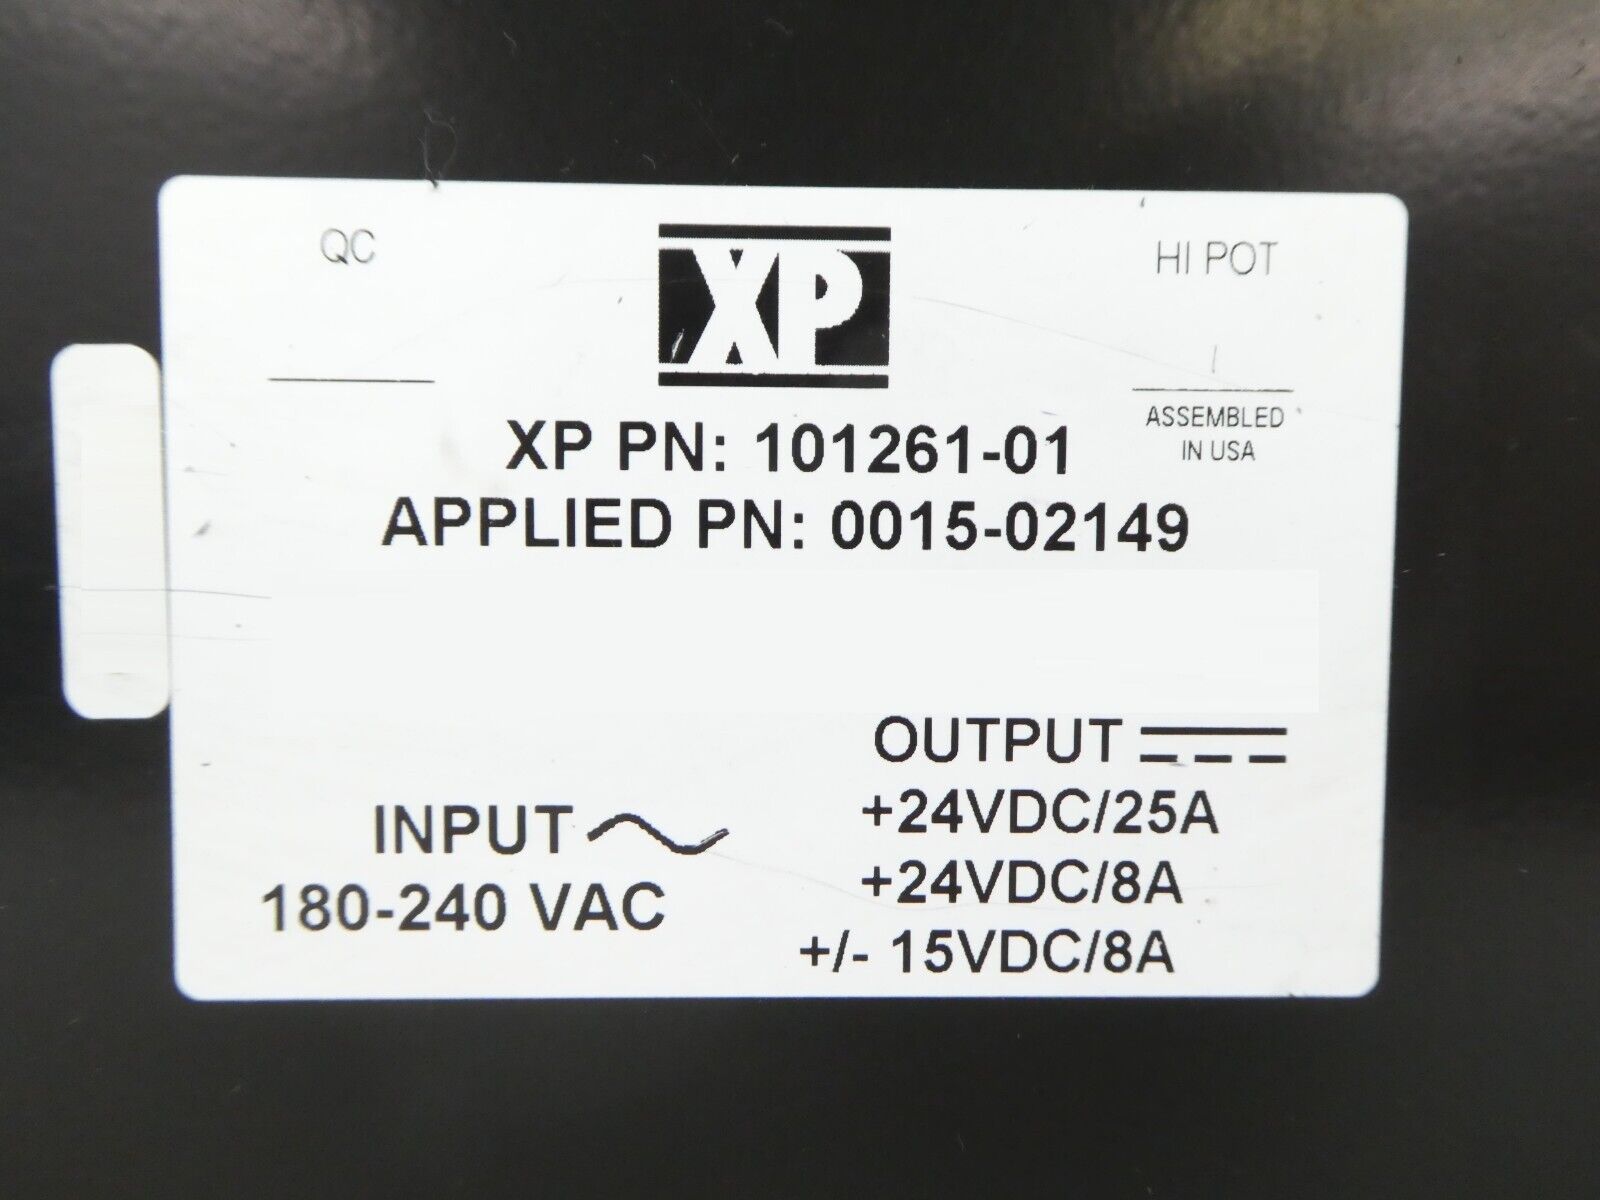 QC
XP
HI POT
ASSEMBLED
IN USA
XP PN: 101261-01
APPLIED PN: 0015-02149
INPUT
180-240 VAC
OUTPUT
+24VDC/25A
+24VDC/8A
+/- 15VDC/8A